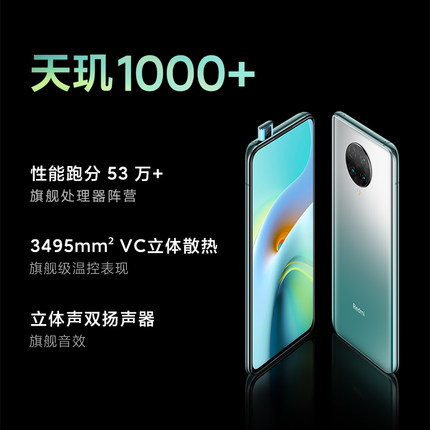 天玑1000+
性能跑分 53 万+
旗舰处理器阵营
3495mm² VC立体散热
旗舰级温控表现
立体声双扬声器
旗舰音效
Redmi